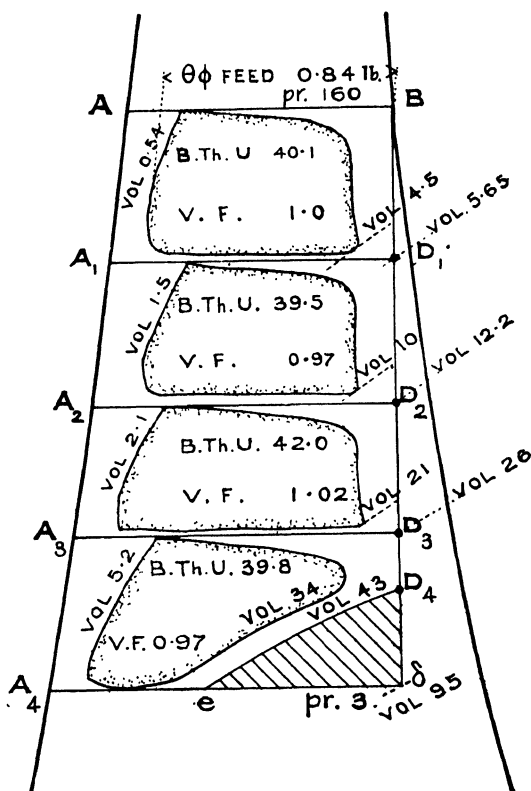 θφ FEED 0·84 lb.
pr. 160
A
B
VOL 0·54
B.Th.U 40·1
V. F. 1·0
VOL 4·5
VOL 5·65
A1
D1
VOL 1·5
B.Th.U. 39·5
V. F. 0·97
VOL 10
VOL 12·2
A2
D2
VOL 2·1
B.Th.U. 42·0
V. F. 1·02
VOL 21
VOL 26
A3
D3
VOL 5·2
B.Th.U. 39·8
VOL 34
VOL 43
D4
V.F. 0·97
A4
e
pr. 3
δ
VOL 95